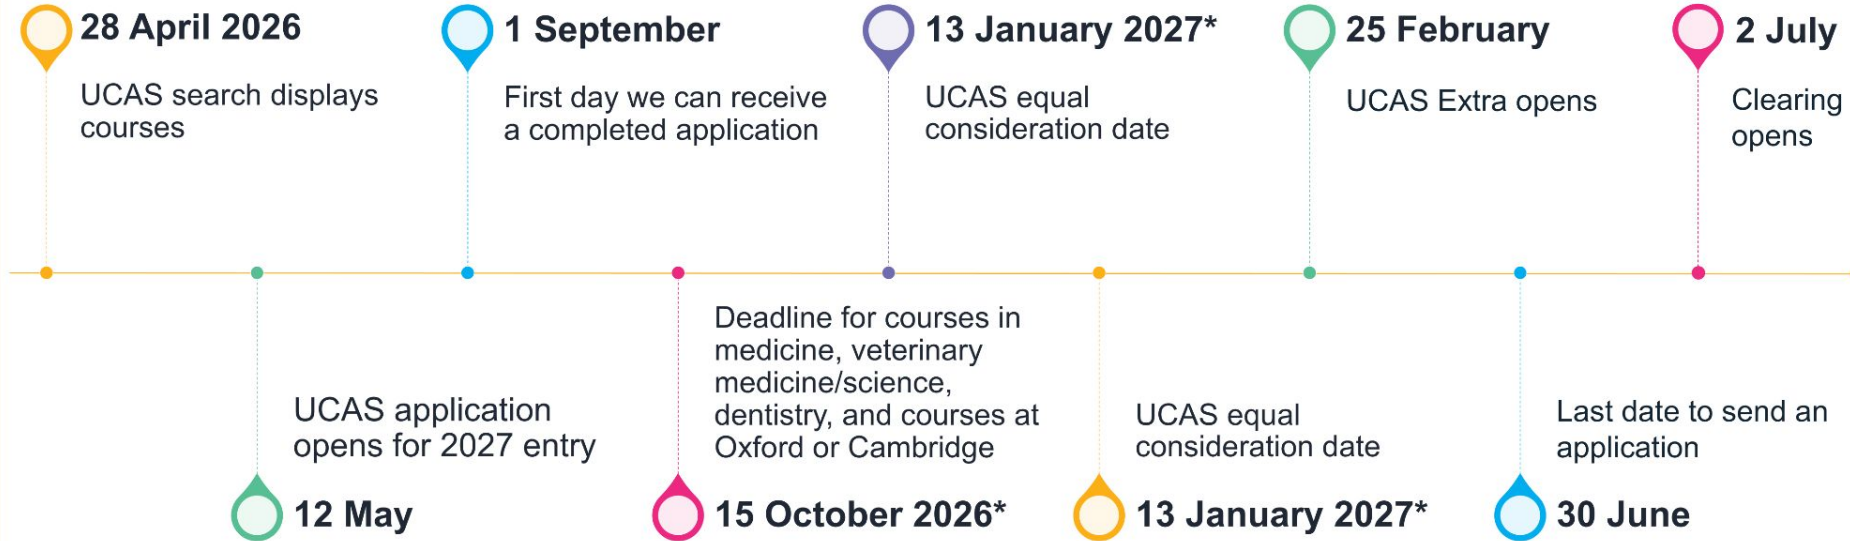 28 April 2026
UCAS search displays
courses
12 May
UCAS application
opens for 2027 entry
1 September
First day we can receive
a completed application
15 October 2026*
Deadline for courses in
medicine, veterinary
medicine/science,
dentistry, and courses at
Oxford or Cambridge
13 January 2027*
UCAS equal
consideration date
13 January 2027*
UCAS equal
consideration date
25 February
UCAS Extra opens
30 June
Last date to send an
application
2 July
Clearing
opens